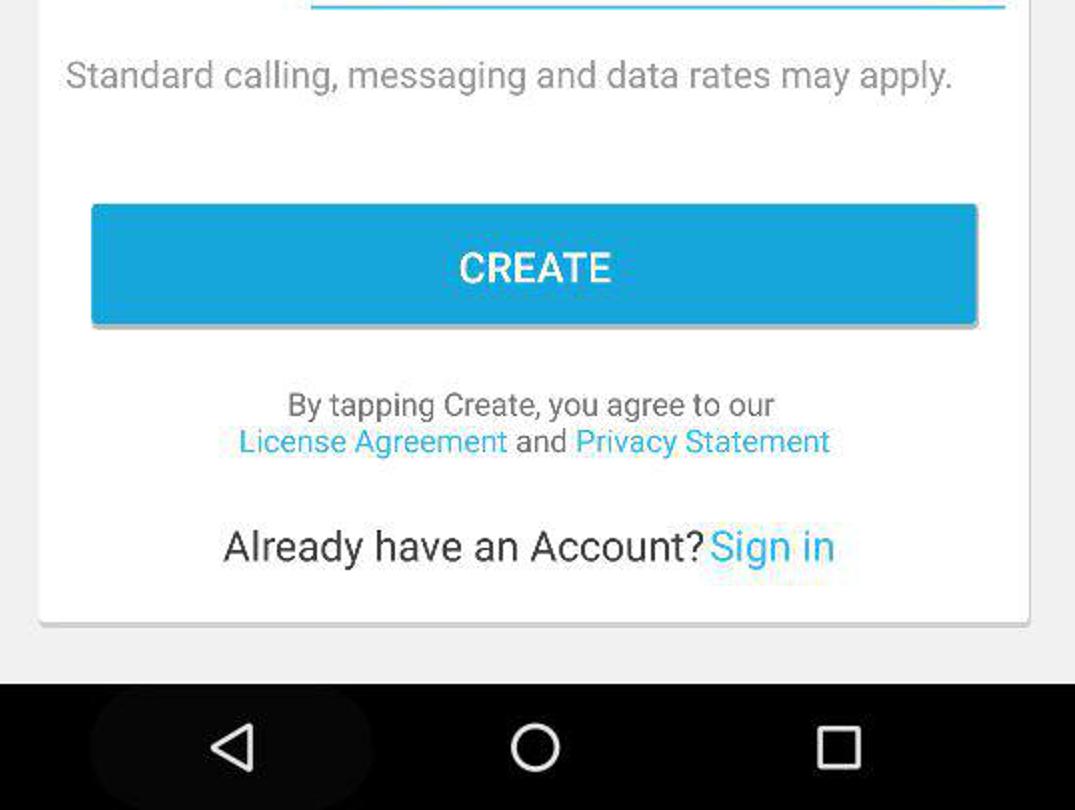 Standard calling, messaging and data rates may apply.
CREATE
By tapping Create, you agree to our
License Agreement and Privacy Statement
Already have an Account? Sign in